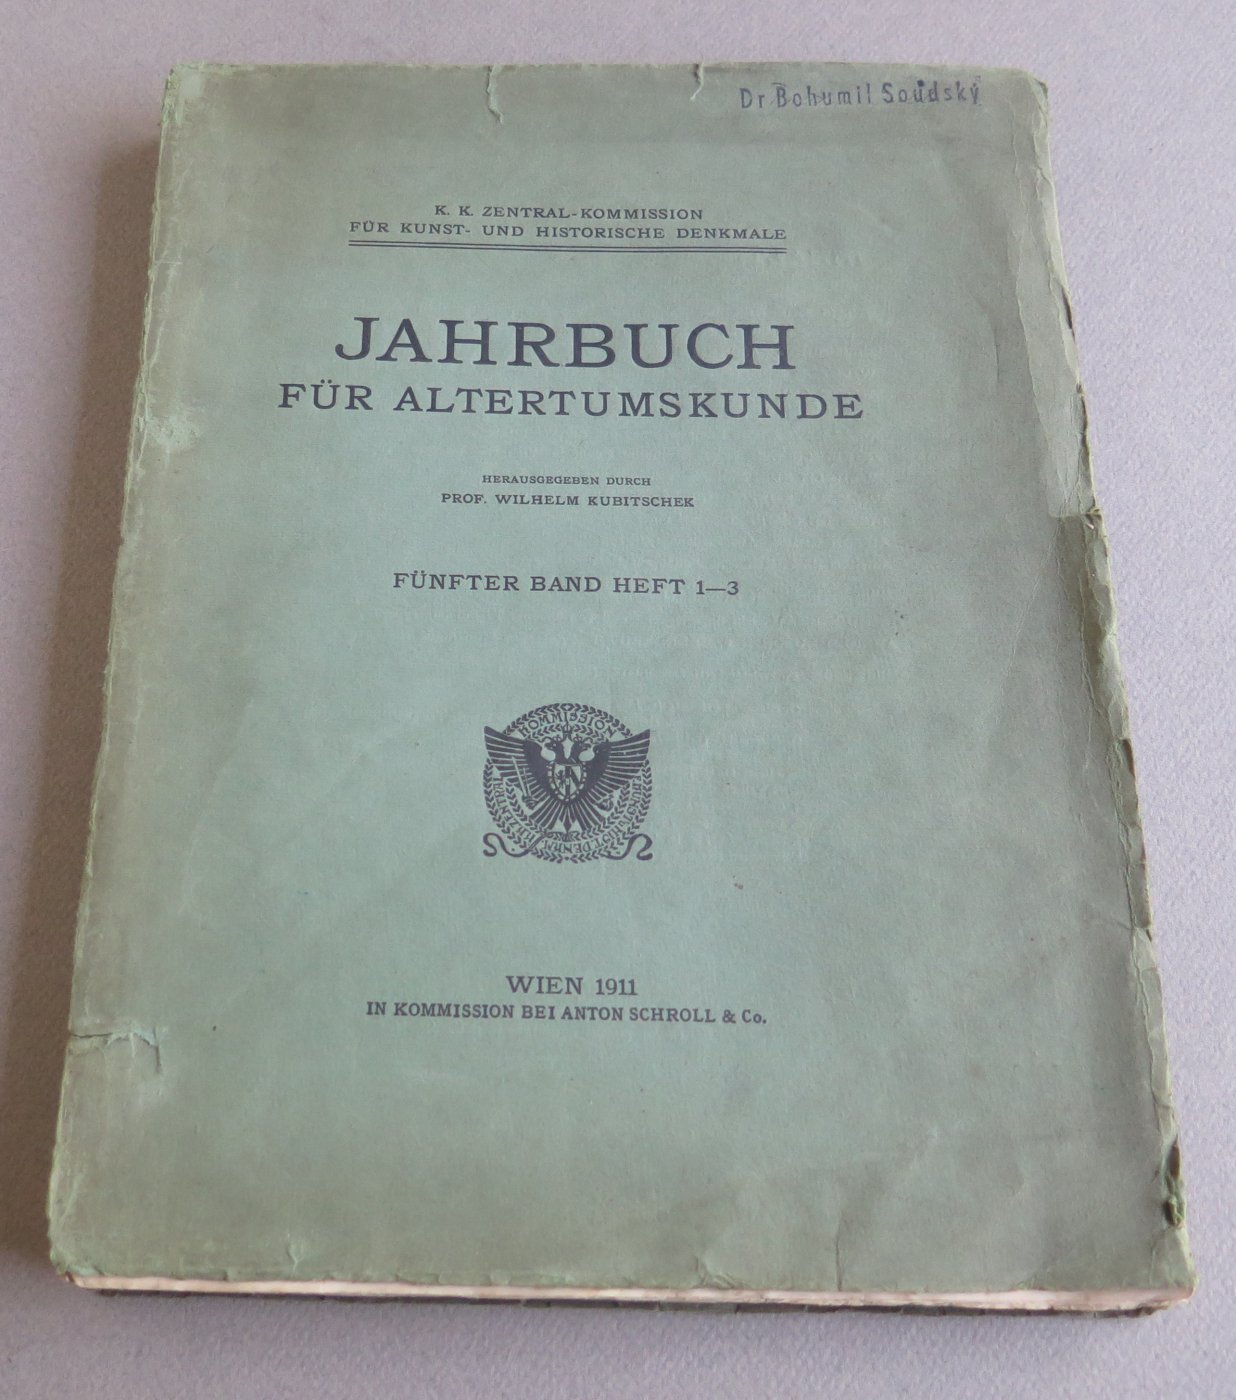 Dr Bohumil Soudský
K. K. ZENTRAL-KOMMISSION
FÜR KUNST- UND HISTORISCHE DENKMALE
JAHRBUCH
FÜR ALTERTUMSKUNDE
HERAUSGEGEBEN DURCH
PROF. WILHELM KUBITSCHEK
FÜNFTER BAND HEFT 1—3
KOMMISSION
WIEN 1911
IN KOMMISSION BEI ANTON SCHROLL & Co.